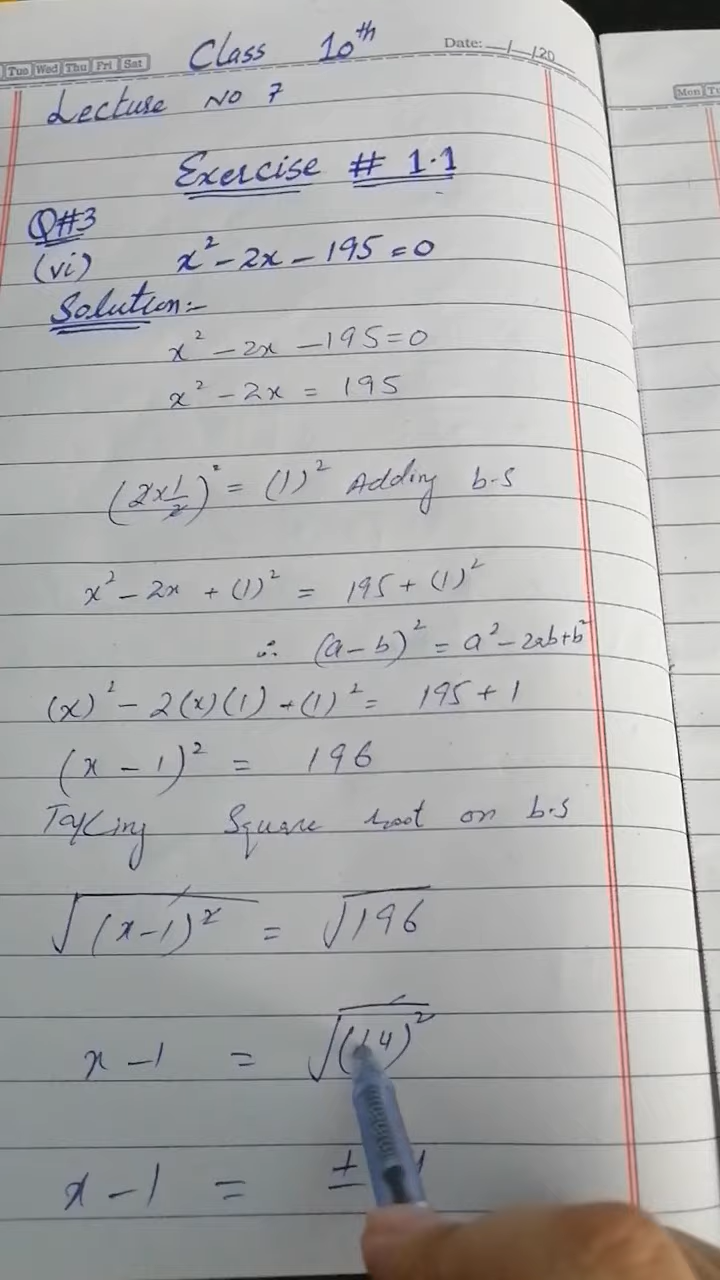 Tue Wed Thu Fri Sat
Class 10th
Date: __/__/20
Mon
Lecture NO 7
Exercise # 1.1
Q#3
(vi) x² - 2x - 195 = 0
Solution:-
x² - 2x - 195 = 0
x² - 2x = 195
(2x1/2)² = (1)² Adding b.s
x² - 2x + (1)² = 195 + (1)²
∴ (a-b)² = a² - 2ab + b²
(x)² - 2(x)(1) + (1)² = 195 + 1
(x - 1)² = 196
Taking Square root on b.s
√(x-1)² = √196
x - 1 = √(14)²
x - 1 = ±